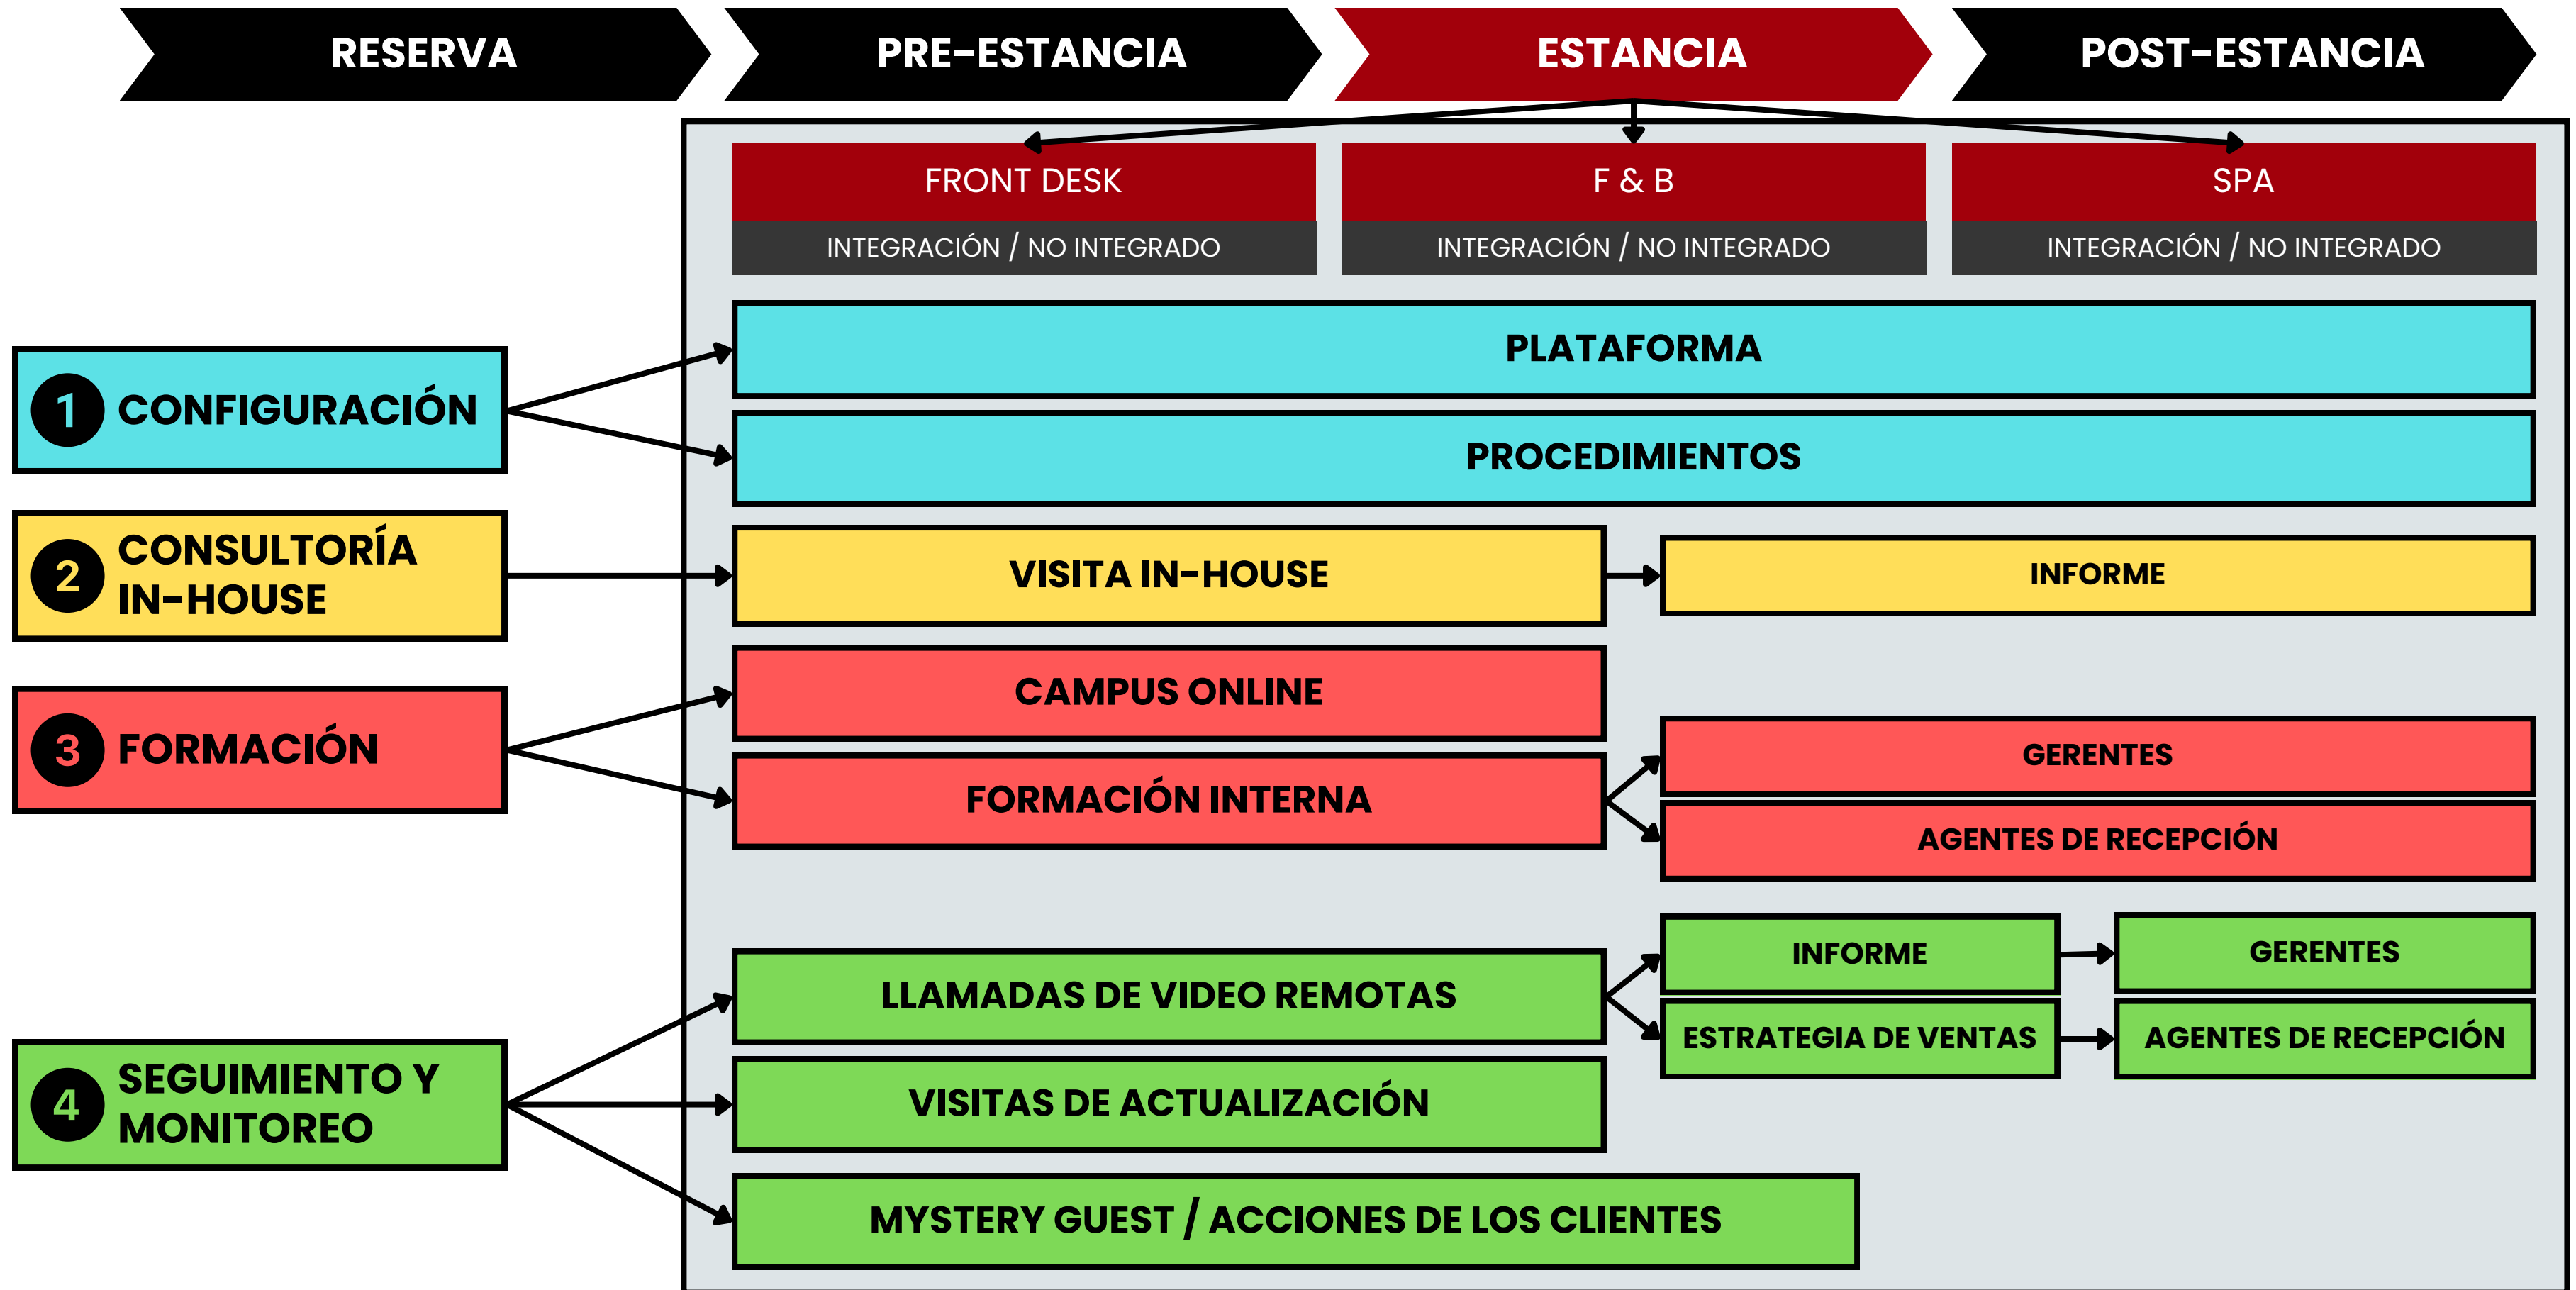 RESERVA
PRE-ESTANCIA
ESTANCIA
POST-ESTANCIA
FRONT DESK
F & B
SPA
INTEGRACIÓN / NO INTEGRADO
INTEGRACIÓN / NO INTEGRADO
INTEGRACIÓN / NO INTEGRADO
1 CONFIGURACIÓN
PLATAFORMA
PROCEDIMIENTOS
2 CONSULTORÍA
IN-HOUSE
VISITA IN-HOUSE
INFORME
3 FORMACIÓN
CAMPUS ONLINE
FORMACIÓN INTERNA
GERENTES
AGENTES DE RECEPCIÓN
4 SEGUIMIENTO Y
MONITOREO
LLAMADAS DE VIDEO REMOTAS
INFORME
GERENTES
ESTRATEGIA DE VENTAS
AGENTES DE RECEPCIÓN
VISITAS DE ACTUALIZACIÓN
MYSTERY GUEST / ACCIONES DE LOS CLIENTES